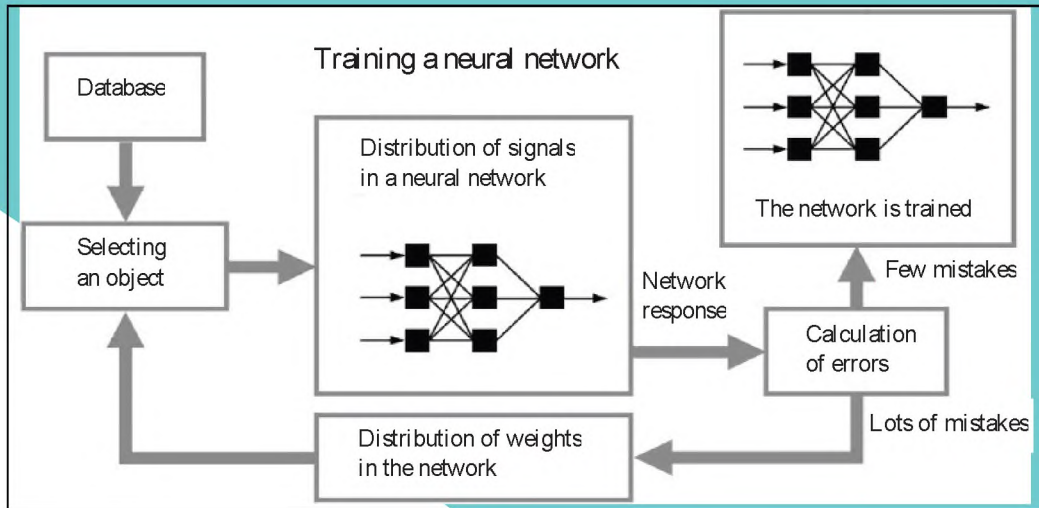 Training a neural network
Database
Selecting
an object
Distribution of signals
in a neural network
Network
response
Calculation
of errors
Few mistakes
The network is trained
Lots of mistakes
Distribution of weights
in the network